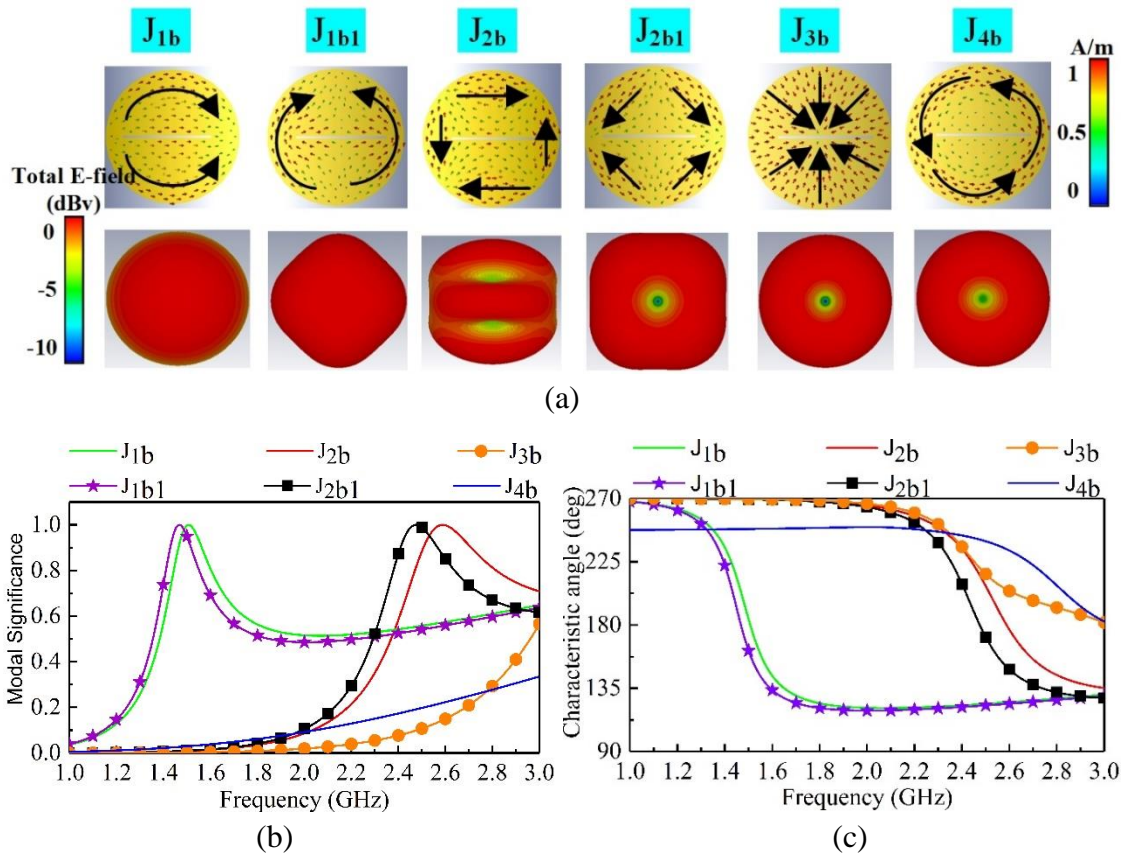 (a)
J1b J1b1 J2b J2b1 J3b J4b
A/m
1
0.5
0
Total E-field
(dBv)
0
-5
-10
(a)
J1b J2b J3b
J1b1 J2b1 J4b
1.0
0.8
0.6
0.4
0.2
0.0
Modal Significance
1.0 1.2 1.4 1.6 1.8 2.0 2.2 2.4 2.6 2.8 3.0
Frequency (GHz)
(b)
J1b J2b J3b
J1b1 J2b1 J4b
270
225
180
135
90
Characteristic angle (deg)
1.0 1.2 1.4 1.6 1.8 2.0 2.2 2.4 2.6 2.8 3.0
Frequency (GHz)
(c)